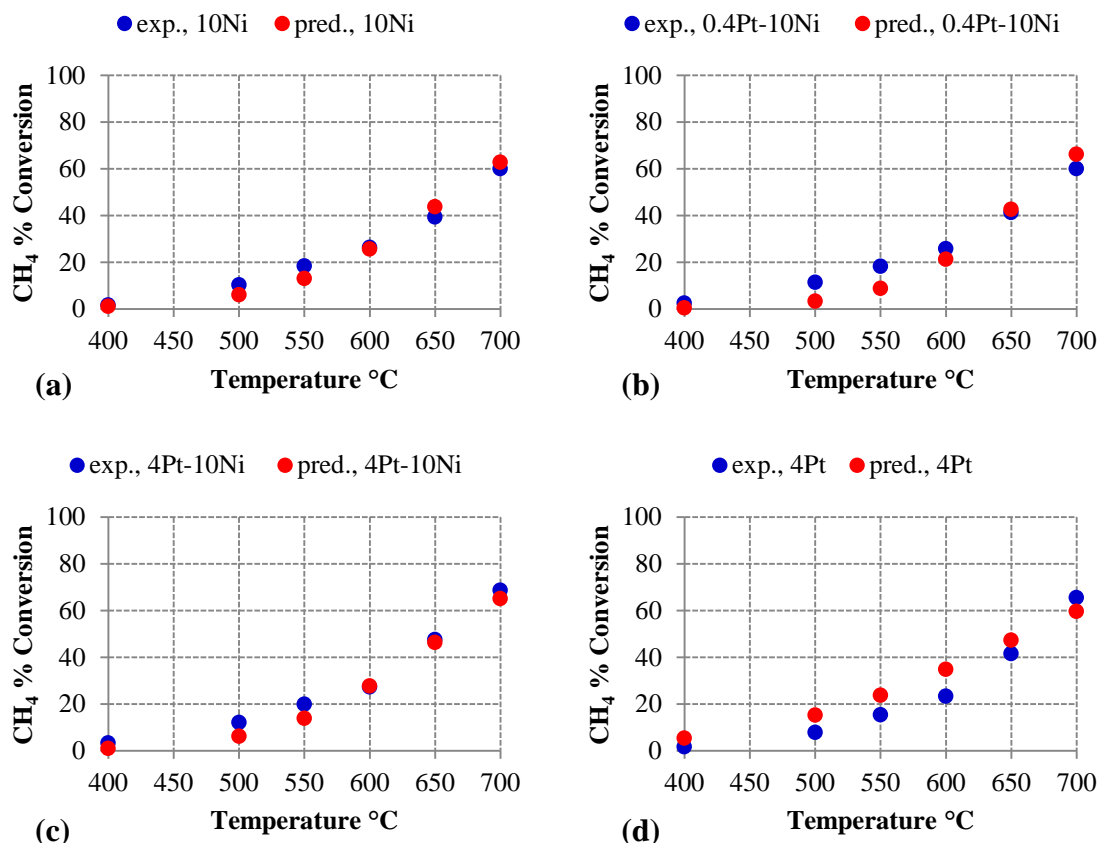 exp., 10Ni pred., 10Ni
CH4 % Conversion
100
80
60
40
20
0
400 450 500 550 600 650 700
Temperature °C
(a)
exp., 0.4Pt-10Ni pred., 0.4Pt-10Ni
CH4 % Conversion
100
80
60
40
20
0
400 450 500 550 600 650 700
Temperature °C
(b)
exp., 4Pt-10Ni pred., 4Pt-10Ni
CH4 % Conversion
100
80
60
40
20
0
400 450 500 550 600 650 700
Temperature °C
(c)
exp., 4Pt pred., 4Pt
CH4 % Conversion
100
80
60
40
20
0
400 450 500 550 600 650 700
Temperature °C
(d)